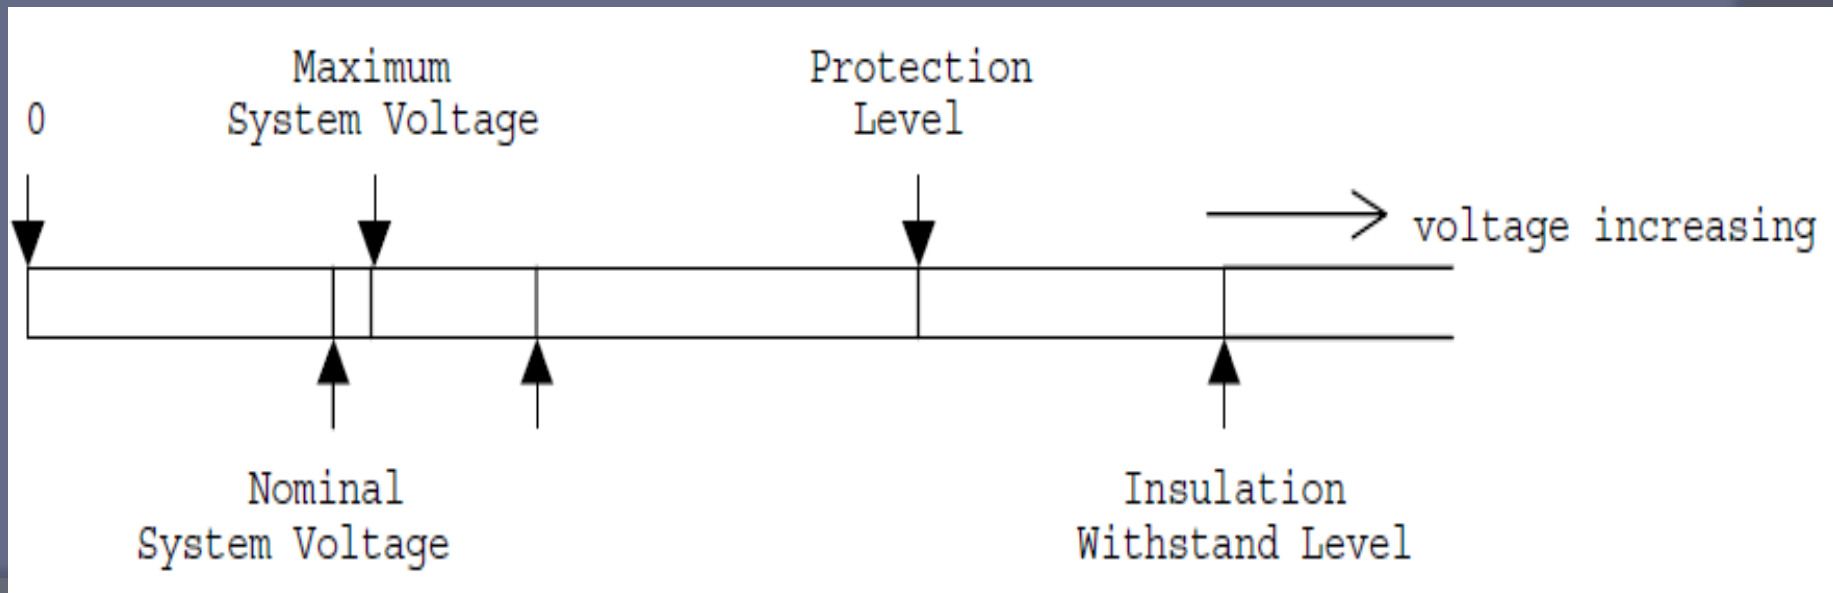 Maximum
System Voltage
Protection
Level
0
voltage increasing
Nominal
System Voltage
Insulation
Withstand Level